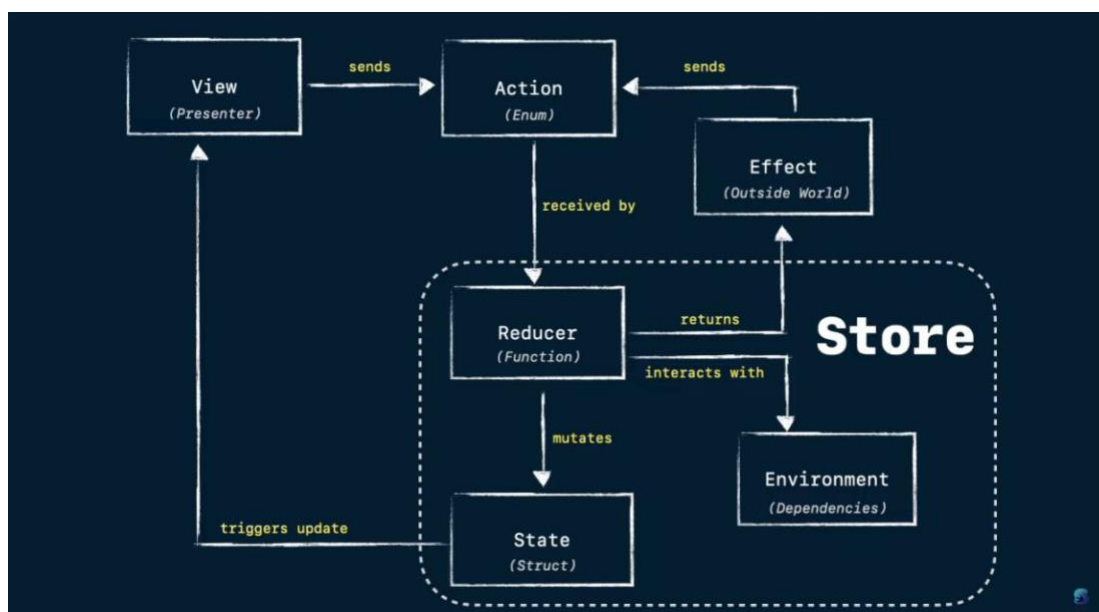 View
(Presenter)
sends
Action
(Enum)
sends
Effect
(Outside World)
received by
Reducer
(Function)
returns
Store
interacts with
mutates
Environment
(Dependencies)
triggers update
State
(Struct)